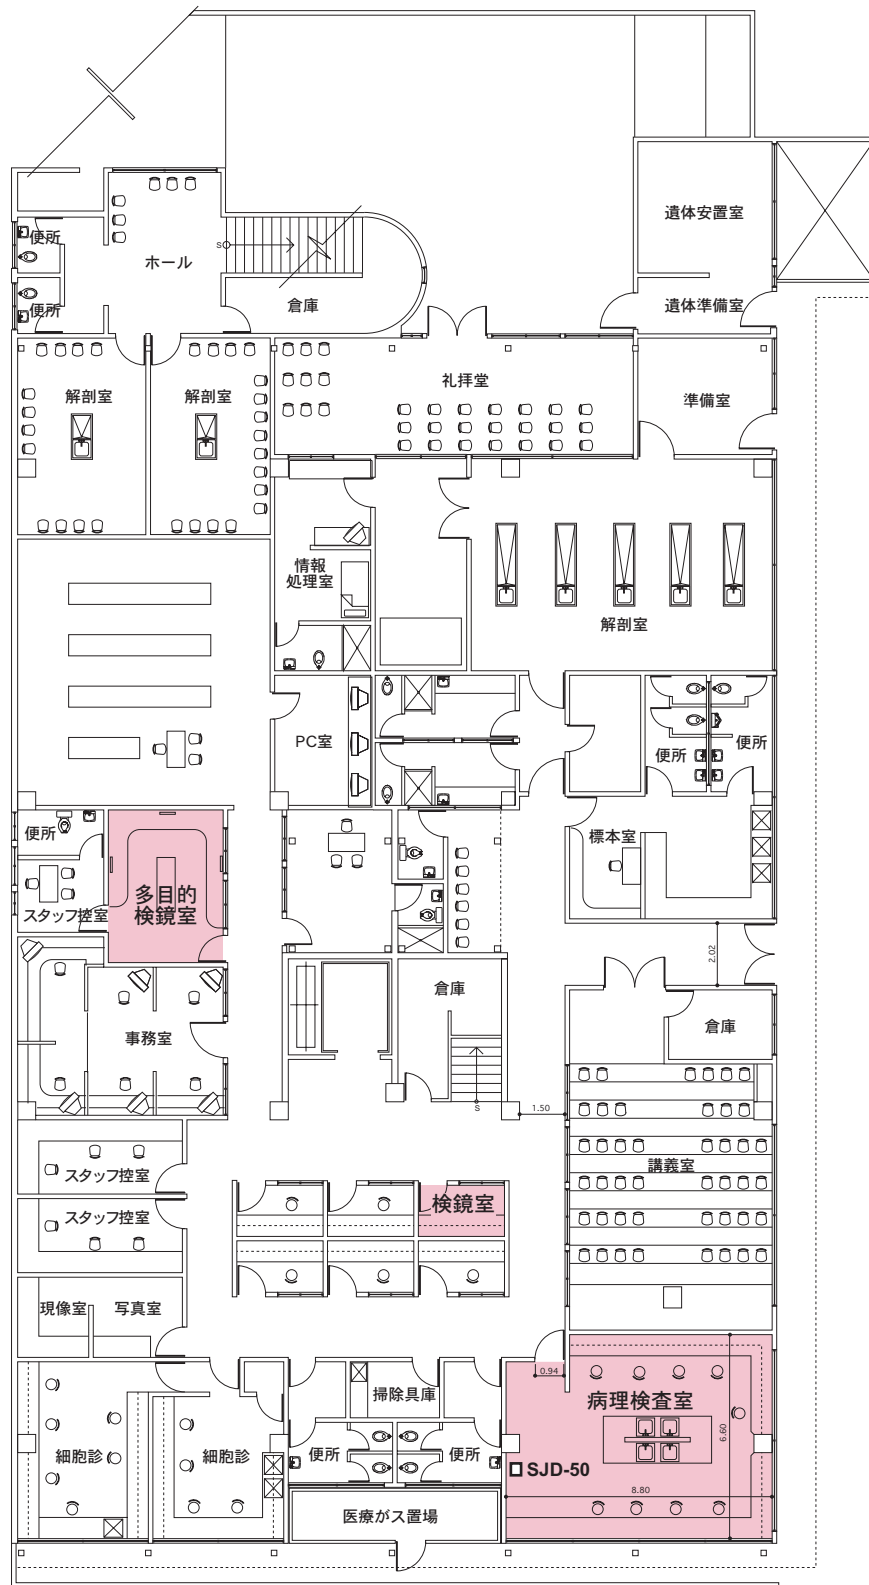 遺体安置室
便所
ホール
S
倉庫
便所
遺体準備室
礼拝堂
解剖室
解剖室
準備室
情報
処理室
解剖室
PC室
便所
便所
便所
標本室
多目的
検鏡室
スタッフ控室
2.02
倉庫
倉庫
事務室
S
1.50
講義室
スタッフ控室
検鏡室
スタッフ控室
現像室
写真室
0.94
掃除具庫
病理検査室
6.60
細胞診
細胞診
便所
便所
SJD-50
8.80
医療がス置場